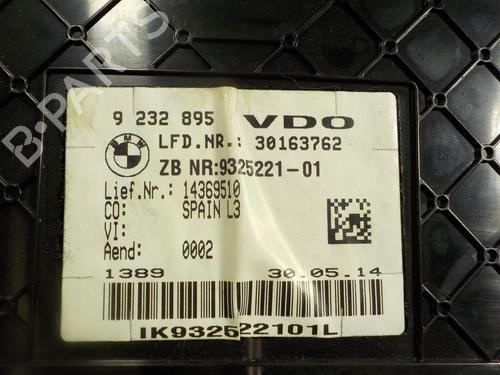 B-PARTS
9 232 895 VDO
BMW
LFD.NR.: 30163762
ZB NR:9325221-01
Lief.Nr.: 14369510
CO: SPAIN L3
VI:
Aend: 0002
1389 30.05.14
IK932522101L